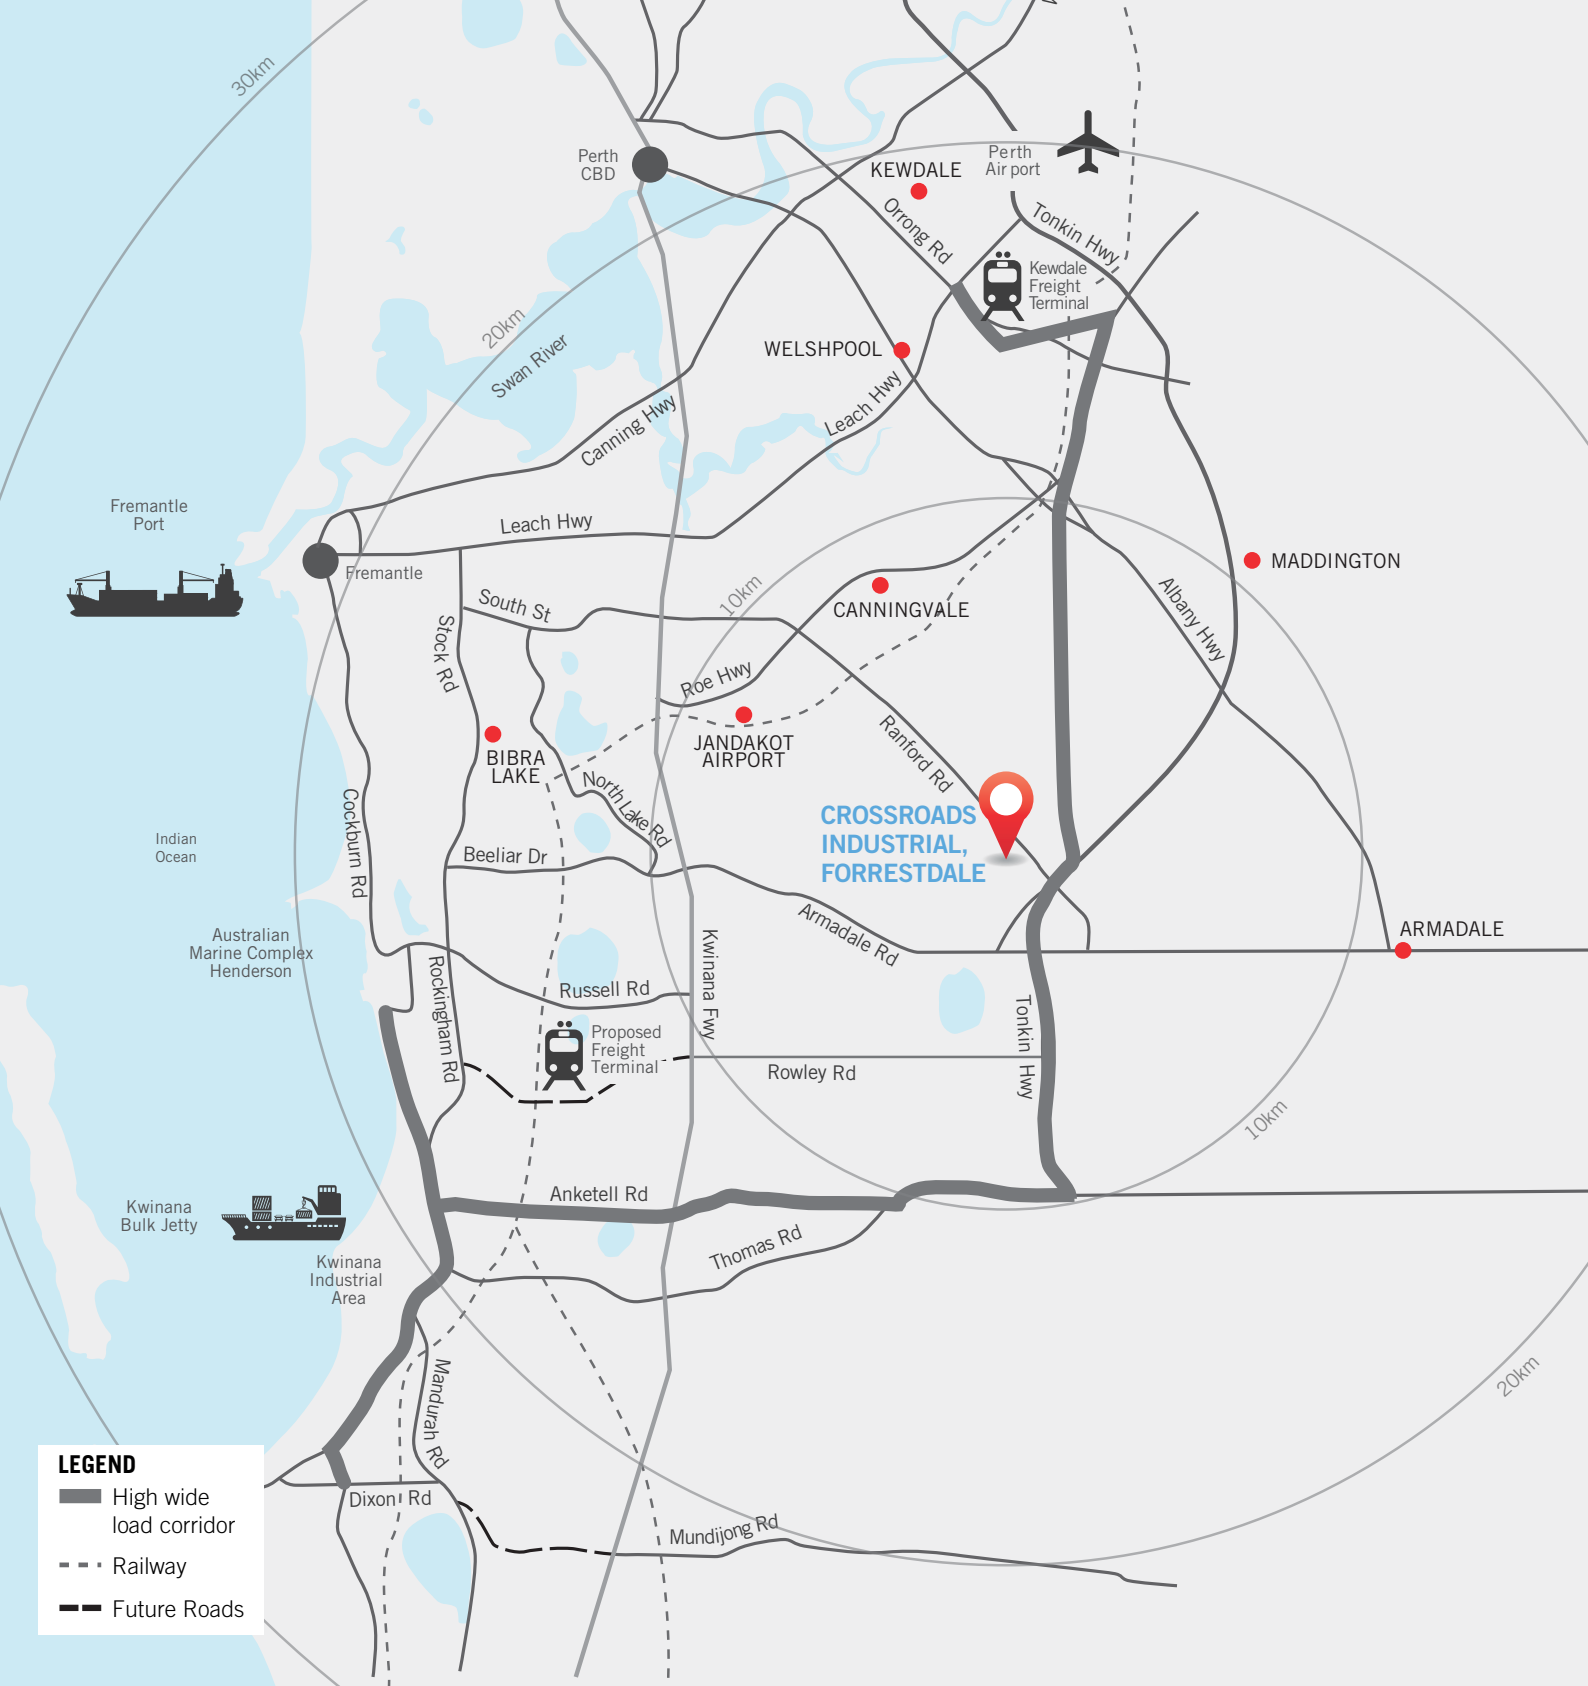 30km
Perth
CBD
KEWDALE
Perth
Airport
Orrong Rd
Tonkin Hwy
Kewdale
Freight
Terminal
20km
Swan River
WELSHPOOL
Leach Hwy
Canning Hwy
Fremantle
Port
Leach Hwy
Fremantle
MADDINGTON
10km
CANNINGVALE
South St
Stock Rd
Albany Hwy
Roe Hwy
JANDAKOT
AIRPORT
BIBRA
LAKE
Ranford Rd
North Lake Rd
Cockburn Rd
CROSSROADS
INDUSTRIAL,
FORRESTDALE
Indian
Ocean
Beeliar Dr
Armadale Rd
ARMADALE
Australian
Marine Complex
Henderson
Rockingham Rd
Kwinana Fwy
Russell Rd
Tonkin Hwy
Proposed
Freight
Terminal
Rowley Rd
10km
Anketell Rd
Kwinana
Bulk Jetty
Thomas Rd
Kwinana
Industrial
Area
20km
Mandurah Rd
Dixon Rd
Mundijong Rd
LEGEND
High wide
load corridor
Railway
Future Roads